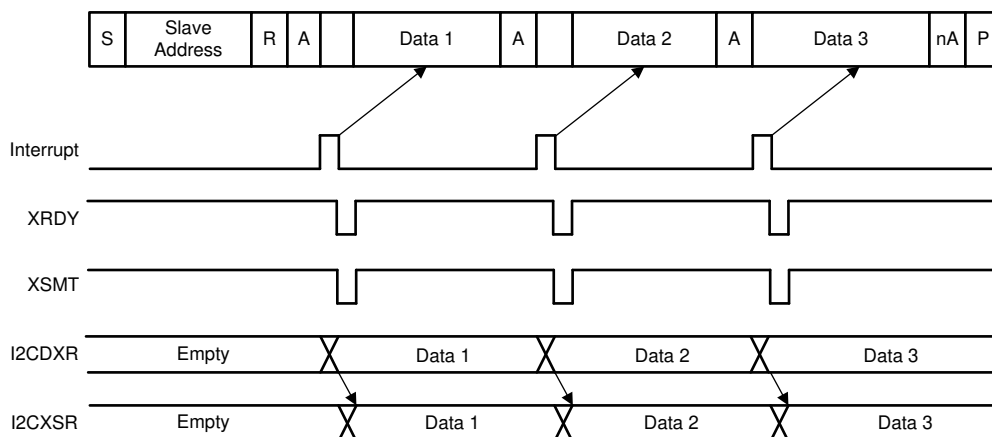 S Slave Address R A Data 1 A Data 2 A Data 3 nA P
Interrupt
XRDY
XSMT
I2CDXR Empty Data 1 Data 2 Data 3
I2CXSR Empty Data 1 Data 2 Data 3